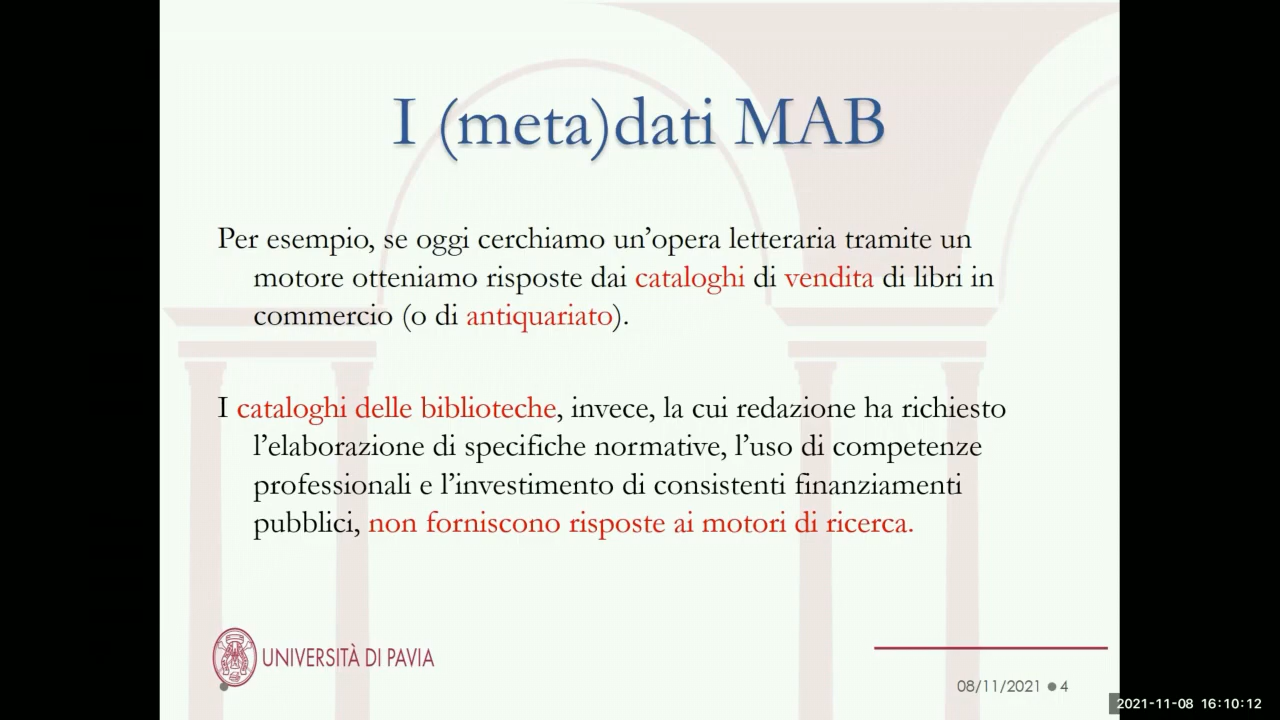 I (meta)dati MAB
Per esempio, se oggi cerchiamo un’opera letteraria tramite un
motore otteniamo risposte dai cataloghi di vendita di libri in
commercio (o di antiquariato).
I cataloghi delle biblioteche, invece, la cui redazione ha richiesto
l’elaborazione di specifiche normative, l’uso di competenze
professionali e l’investimento di consistenti finanziamenti
pubblici, non forniscono risposte ai motori di ricerca.
UNIVERSITÀ DI PAVIA
08/11/2021 ● 4
2021-11-08 16:10:12